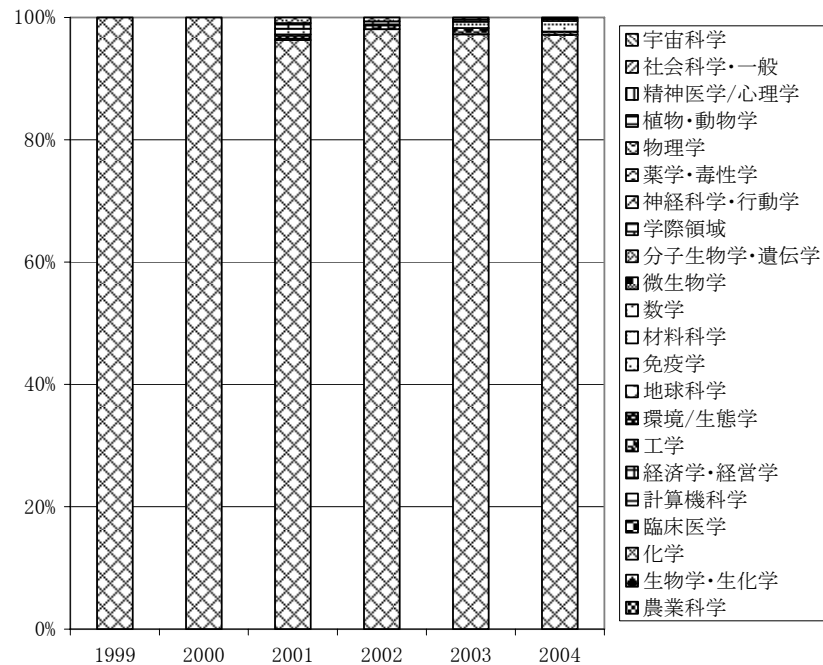 100%
80%
60%
40%
20%
0%
1999 2000 2001 2002 2003 2004
宇宙科学
社会科学・一般
精神医学/心理学
植物・動物学
物理学
薬学・毒性学
神経科学・行動学
学際領域
分子生物学・遺伝学
微生物学
数学
材料科学
免疫学
地球科学
環境/生態学
工学
経済学・経営学
計算機科学
臨床医学
化学
生物学・生化学
農業科学